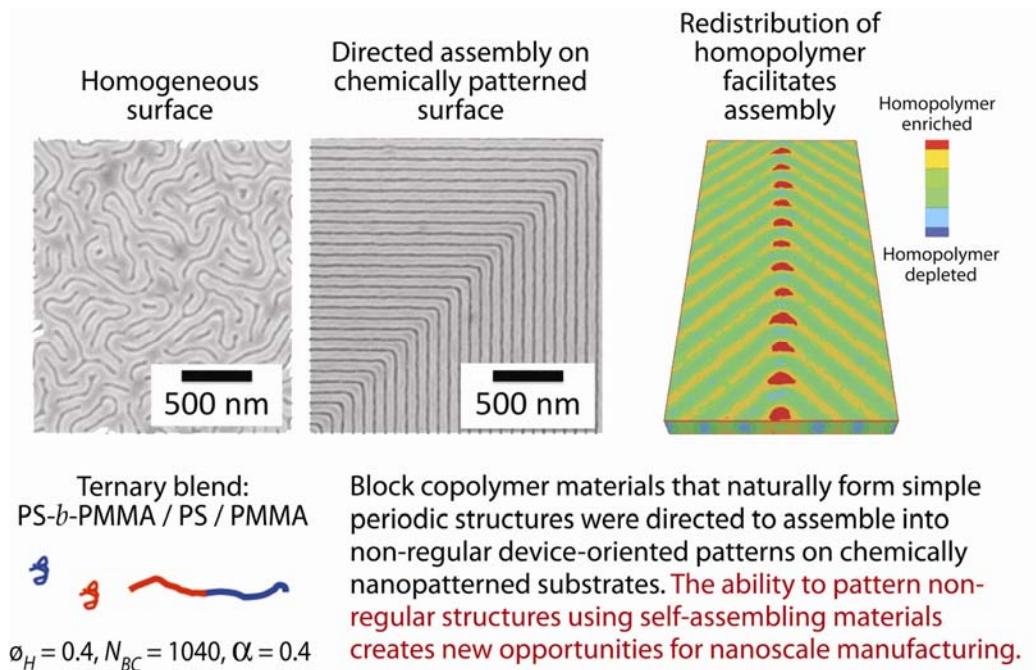 Homogeneous
surface
Directed assembly on
chemically patterned
surface
Redistribution of
homopolymer
facilitates
assembly
Homopolymer
enriched
Homopolymer
depleted
500 nm
500 nm
Ternary blend:
PS-b-PMMA / PS / PMMA
øH = 0.4, NBC = 1040, α = 0.4
Block copolymer materials that naturally form simple
periodic structures were directed to assemble into
non-regular device-oriented patterns on chemically
nanopatterned substrates. The ability to pattern non-
regular structures using self-assembling materials
creates new opportunities for nanoscale manufacturing.